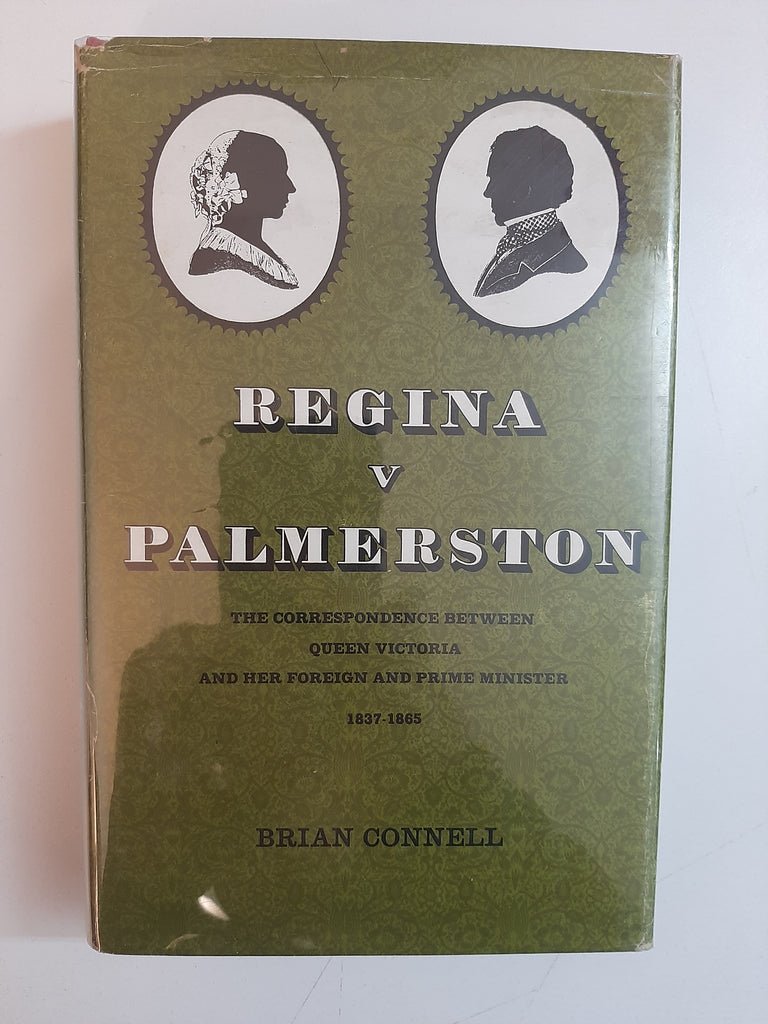 REGINA
V
PALMERSTON
THE CORRESPONDENCE BETWEEN
QUEEN VICTORIA
AND HER FOREIGN AND PRIME MINISTER
1837-1865
BRIAN CONNELL